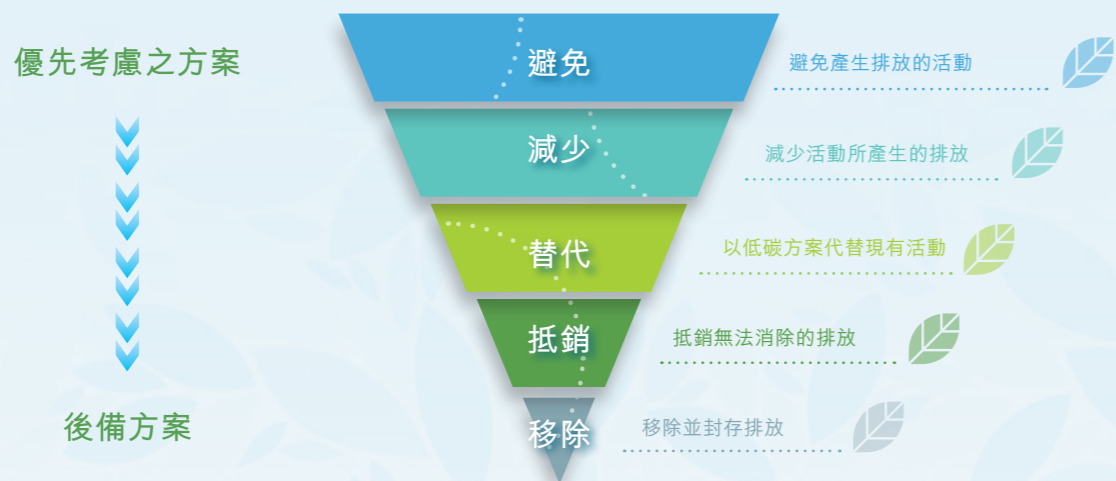 優先考慮之方案
避免
避免產生排放的活動
減少
減少活動所產生的排放
替代
以低碳方案代替現有活動
抵銷
抵銷無法消除的排放
後備方案
移除
移除並封存排放